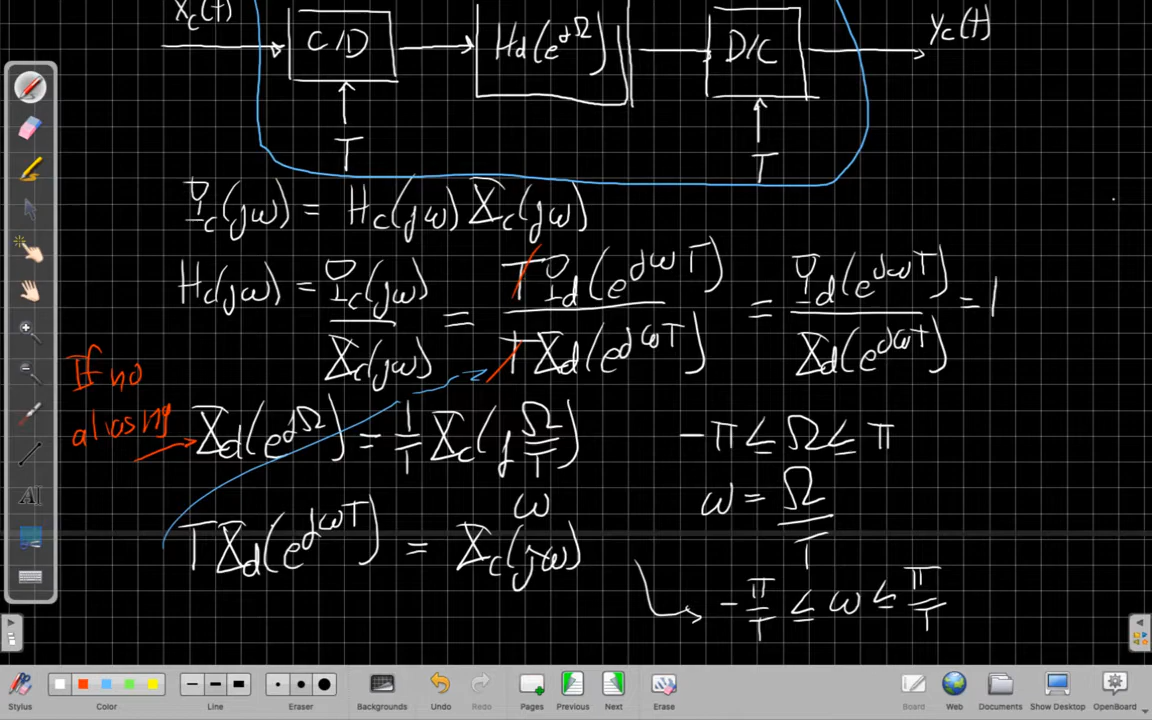 Xc(t)
C/D
Hd(e^jΩ)
D/C
yc(t)
T
T
Yc(jω) = Hc(jω) Xc(jω)
Hc(jω) = Yc(jω)/Xc(jω) = T Yd(e^jωT)/T Xd(e^jωT) = Yd(e^jωT)/Xd(e^jωT) = 1
If no
aliasing
Xd(e^jΩ) = 1/T Xc(j Ω/T)
-π ≤ Ω ≤ π
ω
ω = Ω/T
T Xd(e^jωT) = Xc(jω)
-π/T ≤ ω ≤ π/T
Stylus
Color
Line
Eraser
Backgrounds
Undo
Redo
Pages
Previous
Next
Erase
Board
Web
Documents
Show Desktop
OpenBoard